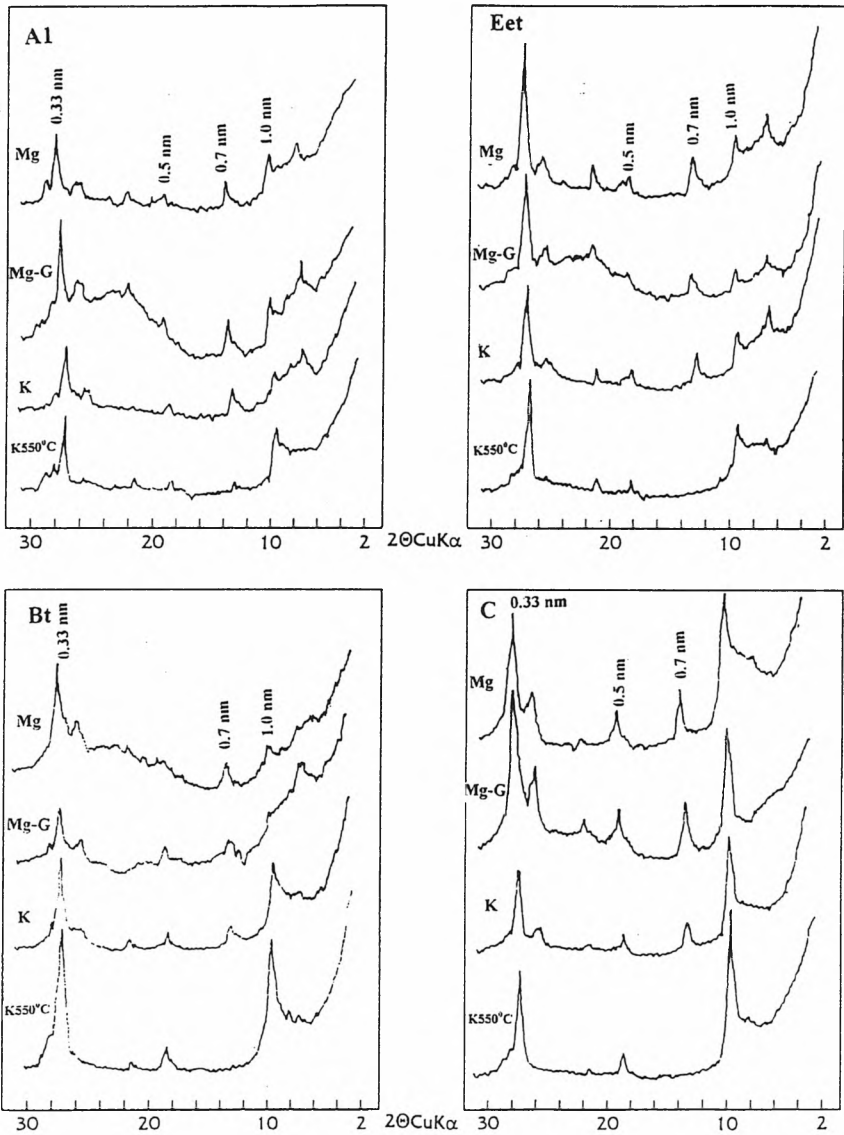 A1
0.33 nm
0.5 nm
0.7 nm
1.0 nm
Mg
Mg-G
K
K550°C
30 20 10 2
Eet
0.5 nm
0.7 nm
1.0 nm
Mg
Mg-G
K
K550°C
30 20 10 2
2ΘCuKα
Bt
0.33 nm
0.7 nm
1.0 nm
Mg
Mg-G
K
K550°C
30 20 10 2
C
0.33 nm
0.5 nm
0.7 nm
Mg
Mg-G
K
K550°C
30 20 10 2
2ΘCuKα